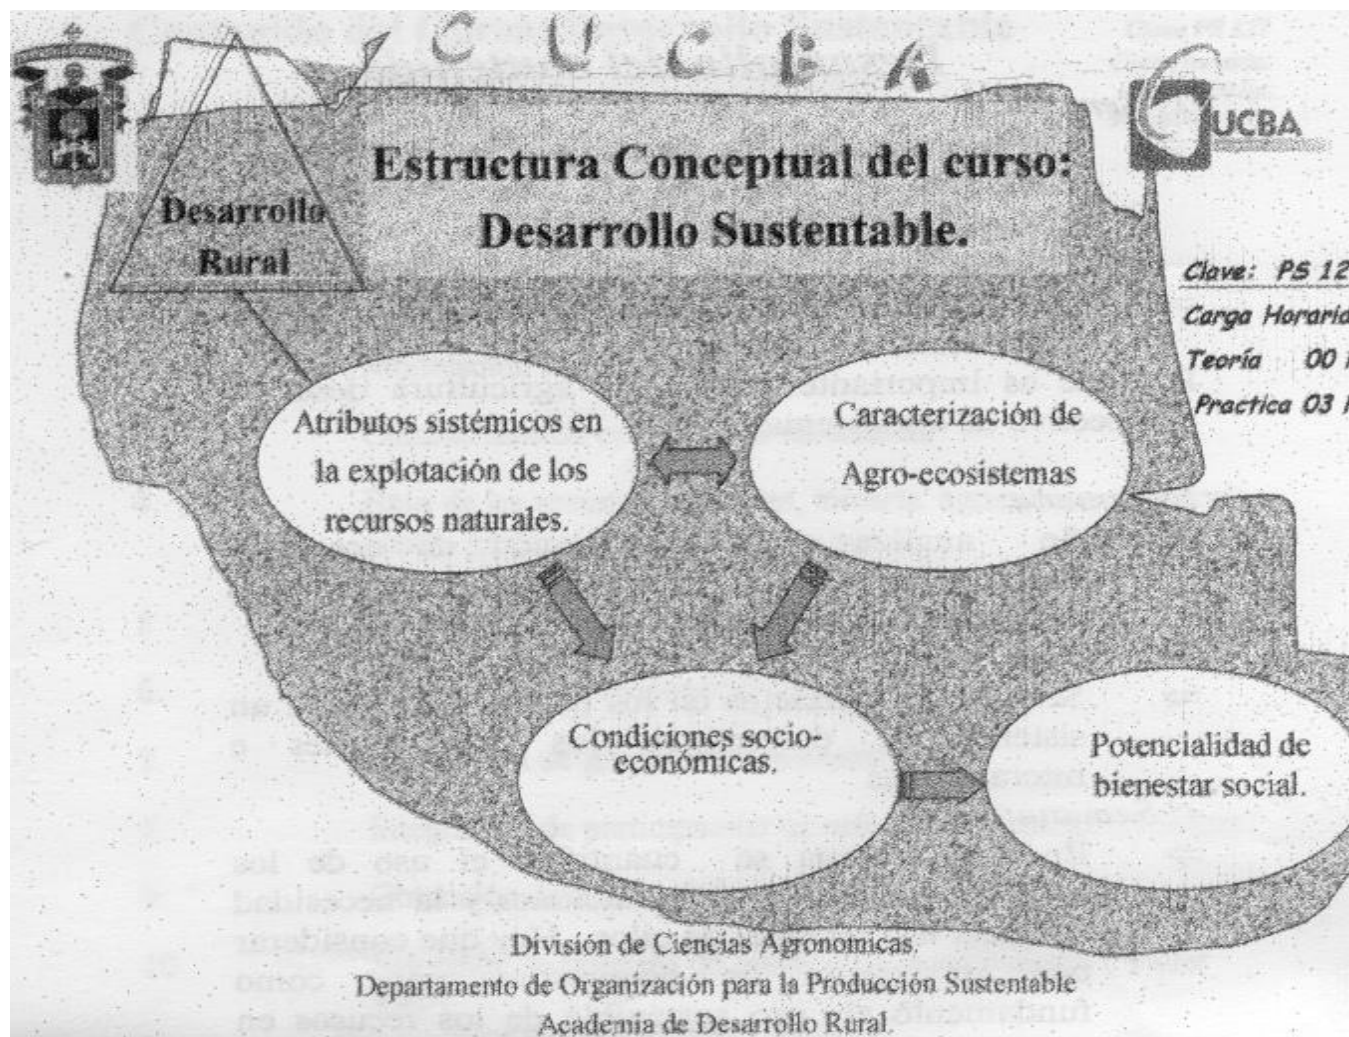 C U C B A
UCBA
Estructura Conceptual del curso:
Desarrollo Sustentable.
Desarrollo
Rural
Clave: PS 12
Carga Horaria
Teoría 00
Practica 03
Atributos sistémicos en
la explotación de los
recursos naturales.
Caracterización de
Agro-ecosistemas
Condiciones socio-
económicas.
Potencialidad de
bienestar social.
División de Ciencias Agronomicas.
Departamento de Organización para la Producción Sustentable
Academia de Desarrollo Rural.